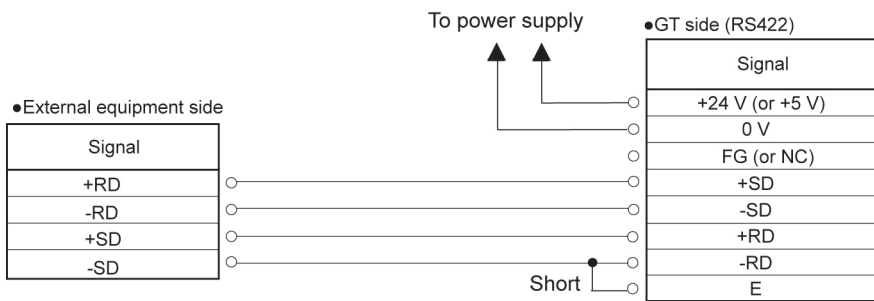 To power supply
●GT side (RS422)
Signal
+24 V (or +5 V)
0 V
FG (or NC)
+SD
-SD
+RD
-RD
E
●External equipment side
Signal
+RD
-RD
+SD
-SD
Short